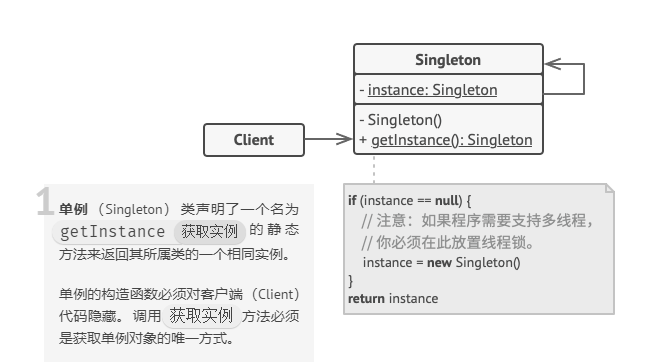 Singleton
- instance: Singleton
- Singleton()
+ getInstance(): Singleton
Client
1
单例 （Singleton） 类声明了一个名为
getInstance 获取实例 的静态
方法来返回其所属类的一个相同实例。
单例的构造函数必须对客户端 （Client）
代码隐藏。 调用 获取实例 方法必须
是获取单例对象的唯一方式。
if (instance == null) {
// 注意：如果程序需要支持多线程，
// 你必须在此放置线程锁。
instance = new Singleton()
}
return instance